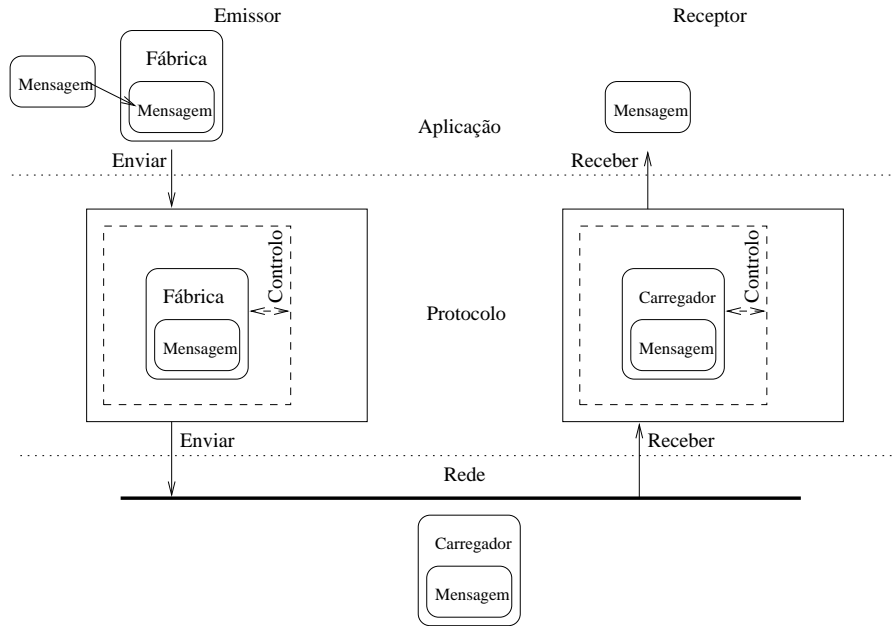 Emissor
Receptor
Fábrica
Mensagem
Mensagem
Mensagem
Aplicação
Enviar
Receber
Controlo
Controlo
Fábrica
Carregador
Protocolo
Mensagem
Mensagem
Enviar
Receber
Rede
Carregador
Mensagem